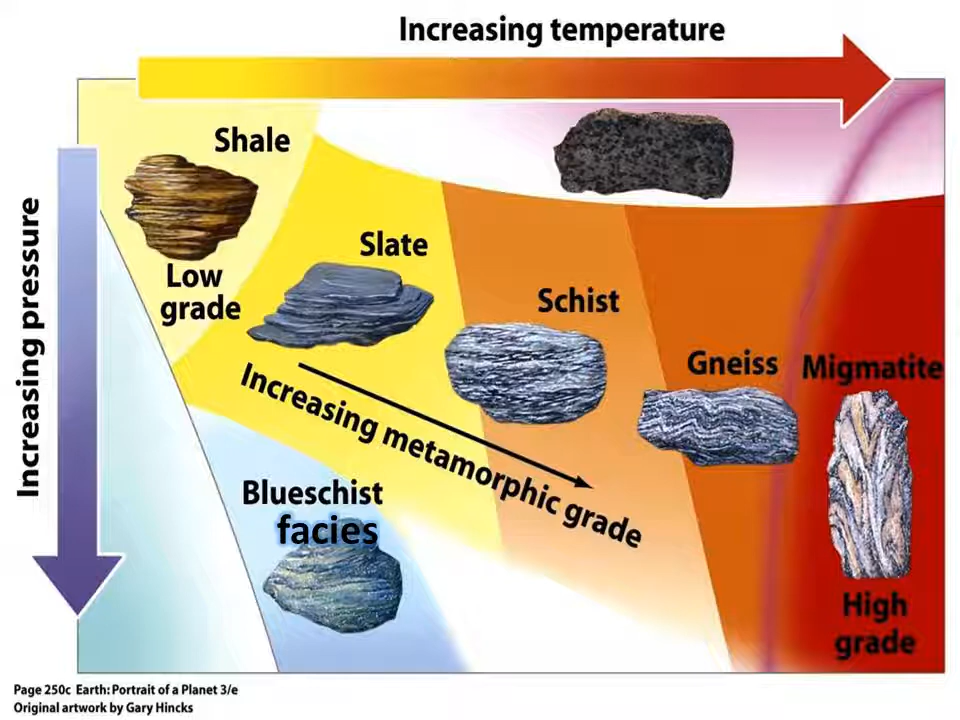 Increasing temperature
Increasing pressure
Shale
Low
grade
Slate
Schist
Gneiss
Migmatite
Increasing metamorphic grade
Blueschist
facies
High
grade
Page 250c Earth: Portrait of a Planet 3/e
Original artwork by Gary Hincks